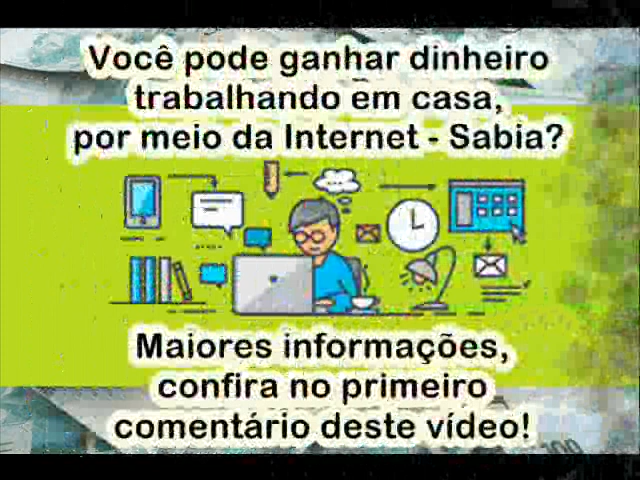 Você pode ganhar dinheiro
trabalhando em casa,
por meio da Internet - Sabia?
Maiores informações,
confira no primeiro
comentário deste vídeo!